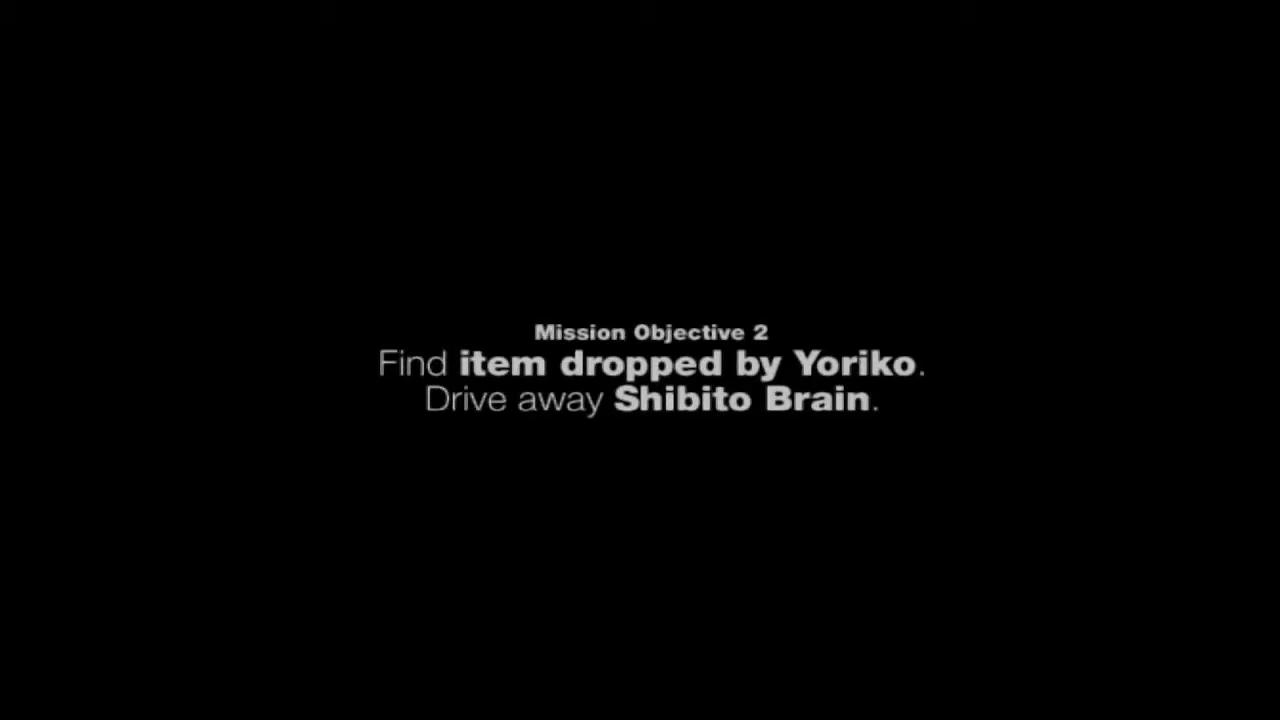 Mission Objective 2
Find item dropped by Yoriko.
Drive away Shibito Brain.